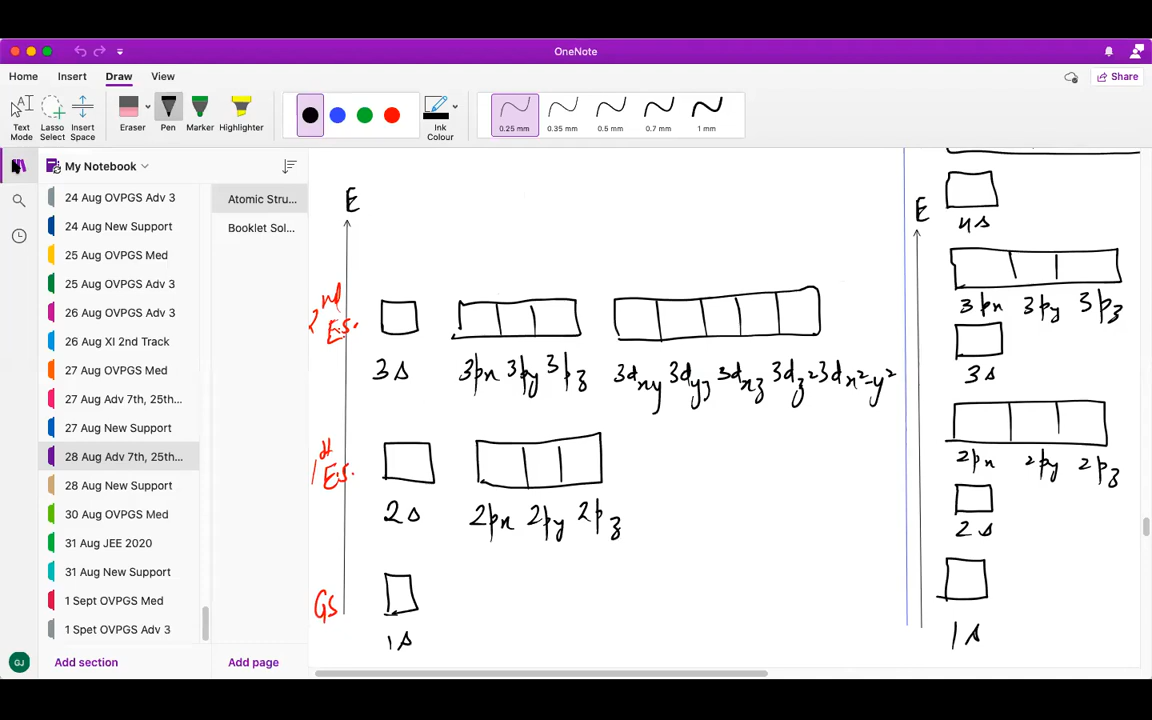 OneNote
Home Insert Draw View
Share
Text Mode
Lasso Select
Insert Space
Eraser
Pen
Marker
Highlighter
Ink Colour
0.25 mm
0.35 mm
0.5 mm
0.7 mm
1 mm
My Notebook
24 Aug OVPGS Adv 3
24 Aug New Support
25 Aug OVPGS Med
25 Aug OVPGS Adv 3
26 Aug OVPGS Adv 3
26 Aug XI 2nd Track
27 Aug OVPGS Med
27 Aug Adv 7th, 25th...
27 Aug New Support
28 Aug Adv 7th, 25th...
28 Aug New Support
30 Aug OVPGS Med
31 Aug JEE 2020
31 Aug New Support
1 Sept OVPGS Med
1 Spet OVPGS Adv 3
GJ
Add section
Atomic Stru...
Booklet Sol...
Add page
E
2nd E.S.
3s 3px 3py 3pz 3dxy 3dyz 3dxz 3dz² 3dx²-y²
1st E.S.
2s 2px 2py 2pz
GS
1s
E
4s
3px 3py 3pz
3s
2px 2py 2pz
2s
1s